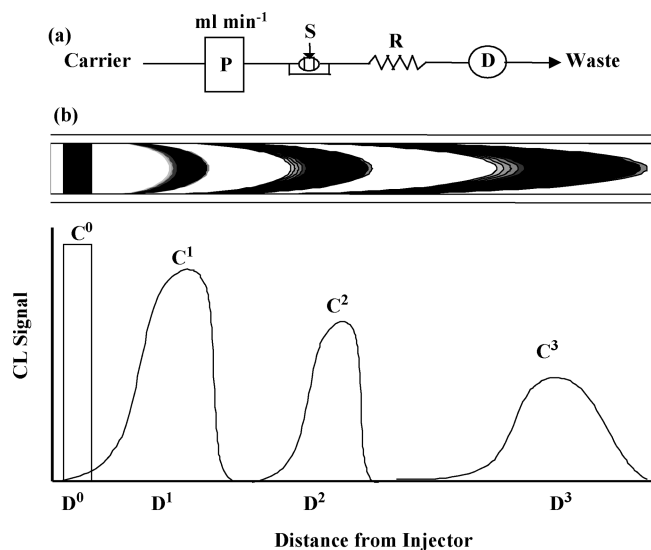 ml min⁻¹
(a) S
R
Carrier P D Waste
(b)
C⁰
C¹
C²
C³
CL Signal
D⁰ D¹ D² D³
Distance from Injector